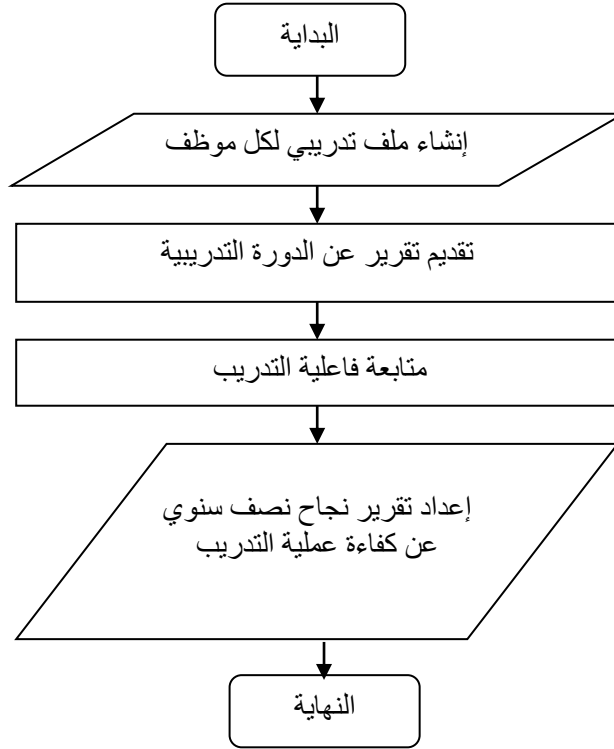 البداية
إنشاء ملف تدريبي لكل موظف
تقديم تقرير عن الدورة التدريبية
متابعة فاعلية التدريب
إعداد تقرير نجاح نصف سنوي
عن كفاءة عملية التدريب
النهاية